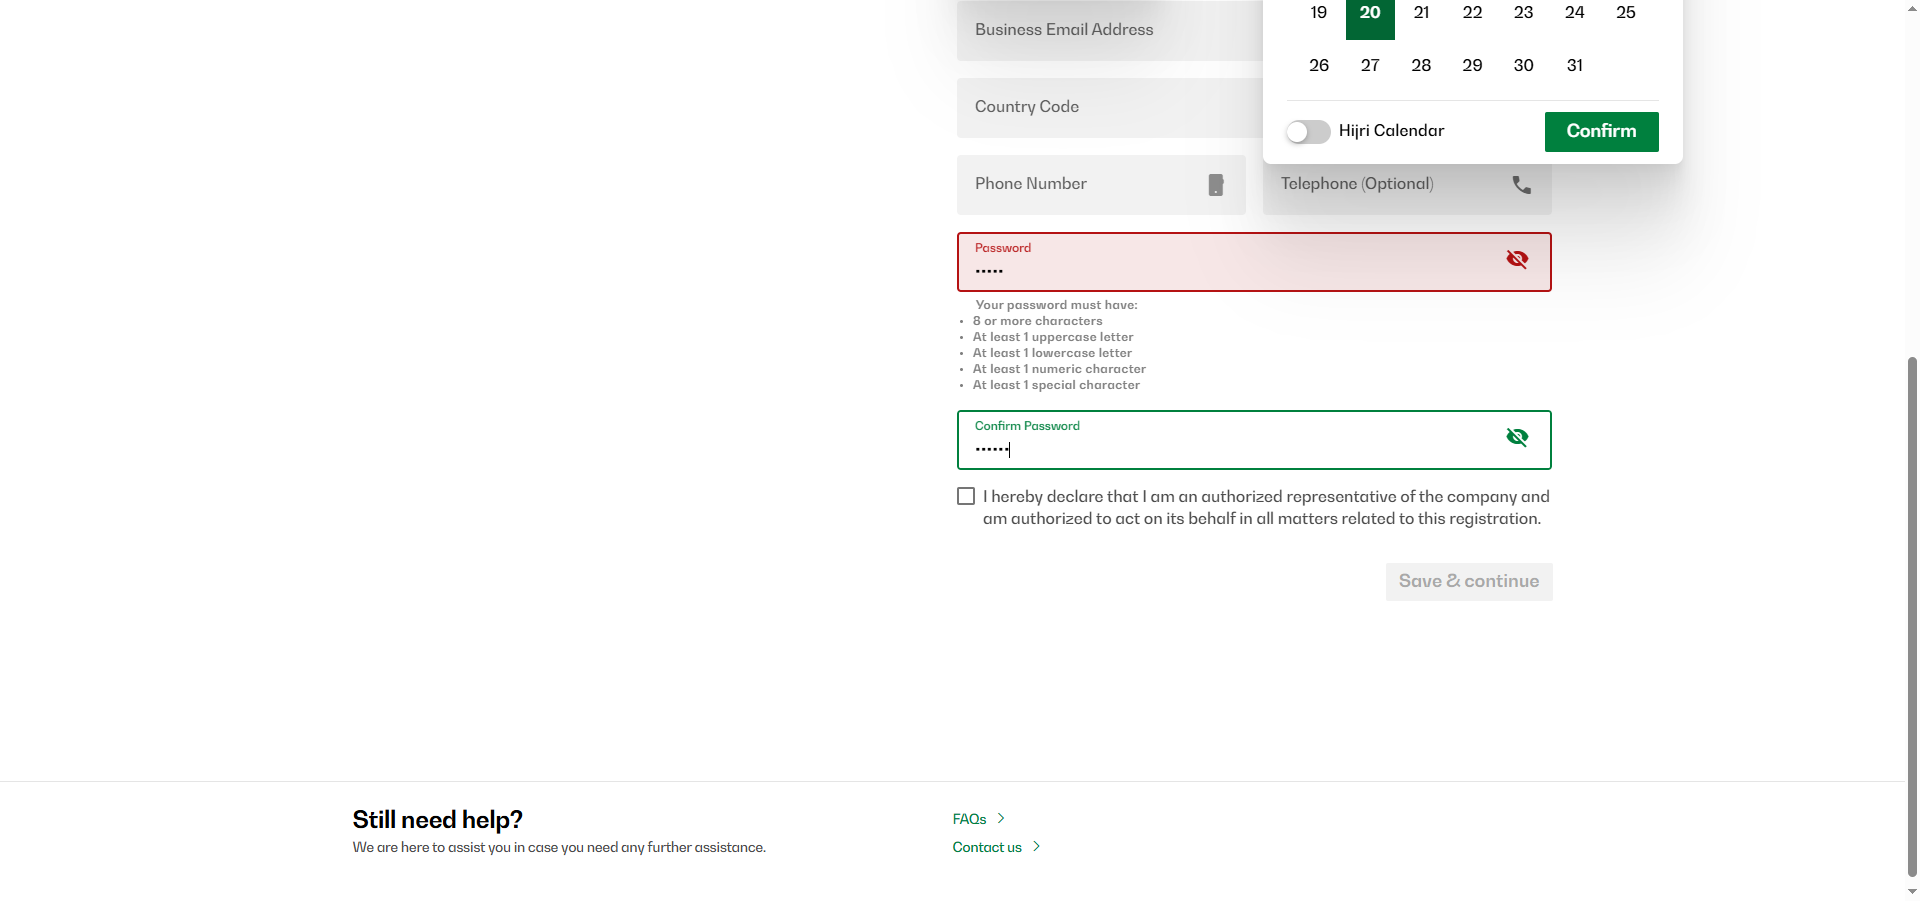 19 20 21 22 23 24 25
Business Email Address
26 27 28 29 30 31
Country Code
Hijri Calendar
Confirm
Phone Number
Telephone (Optional)
Password
•••••
Your password must have:
• 8 or more characters
• At least 1 uppercase letter
• At least 1 lowercase letter
• At least 1 numeric character
• At least 1 special character
Confirm Password
••••••
I hereby declare that I am an authorized representative of the company and
am authorized to act on its behalf in all matters related to this registration.
Save & continue
Still need help?
We are here to assist you in case you need any further assistance.
FAQs
Contact us